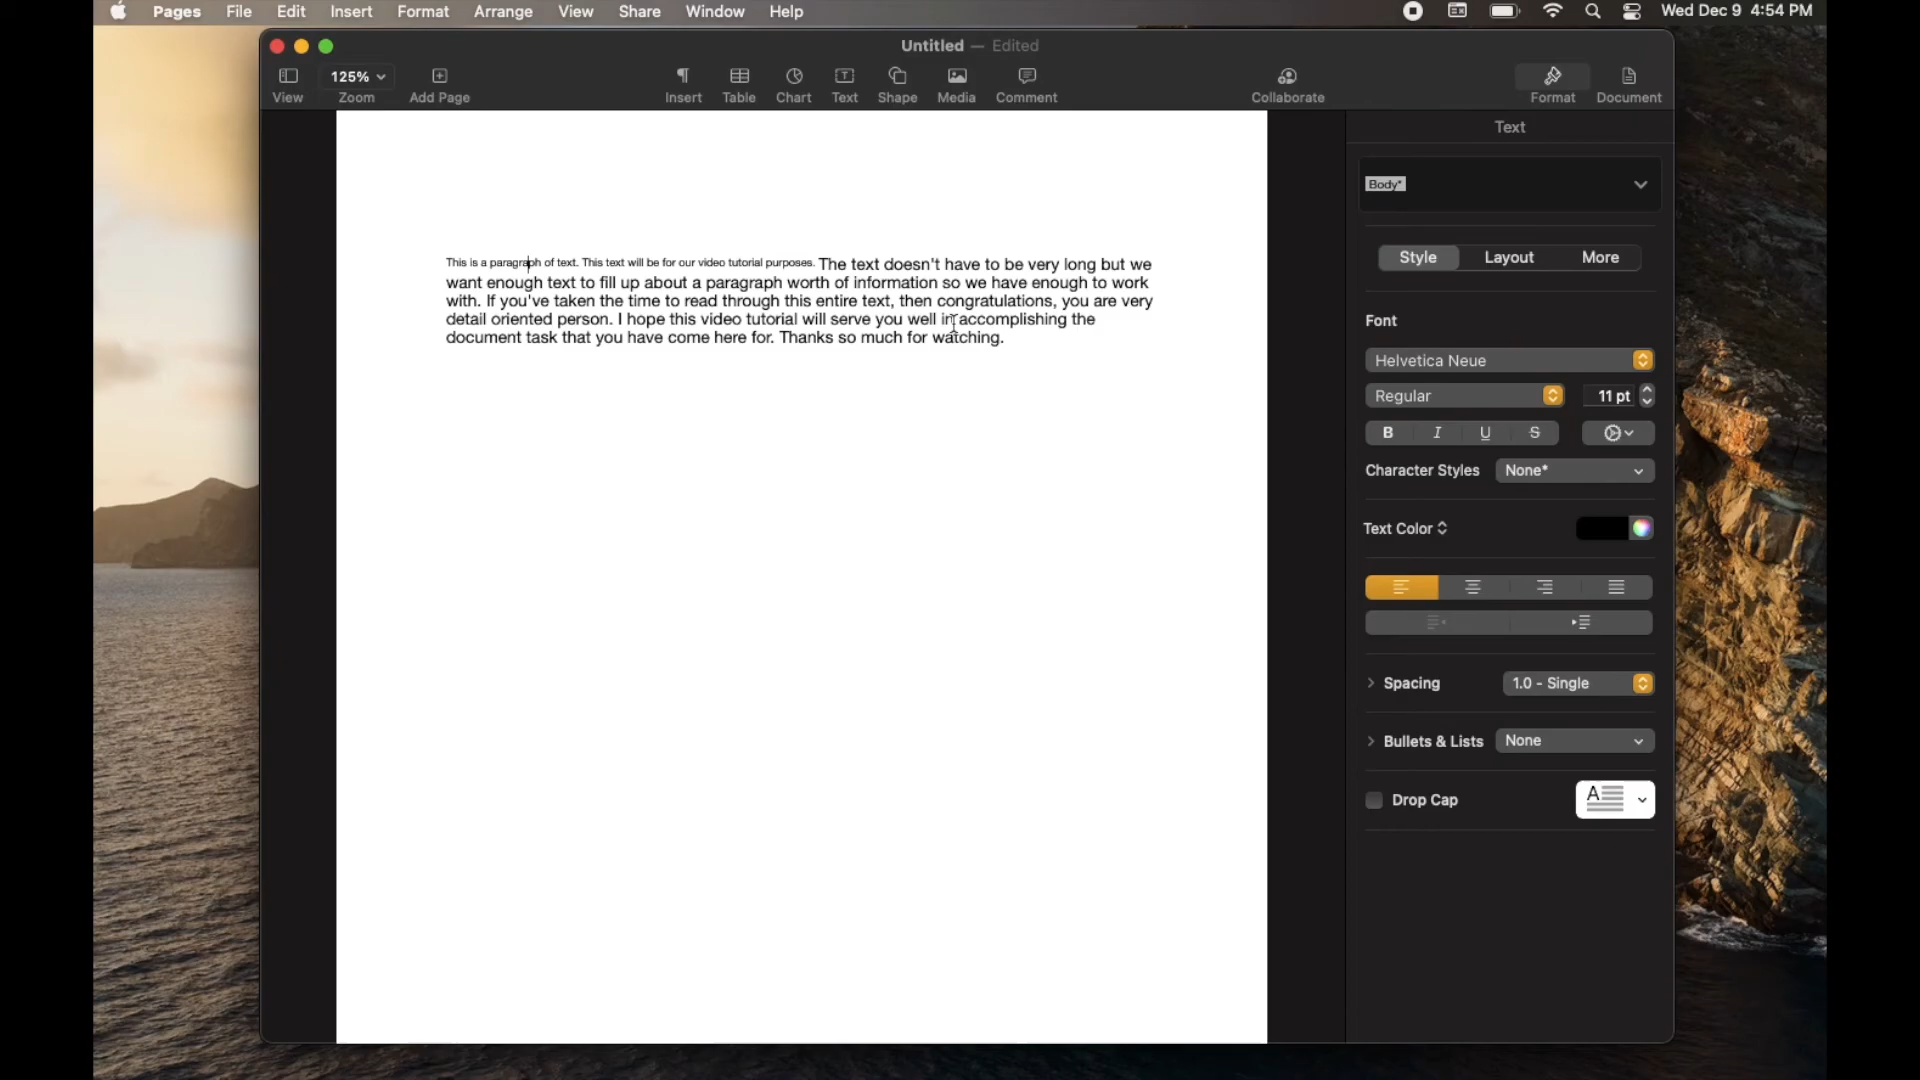 Pages File Edit Insert Format Arrange View Share Window Help Wed Dec 9 4:54 PM
Untitled — Edited
125%
View Zoom Add Page Insert Table Chart Text Shape Media Comment Collaborate Format Document
Text
Body*
Style Layout More
This is a paragraph of text. This text will be for our video tutorial purposes. The text doesn't have to be very long but we
want enough text to fill up about a paragraph worth of information so we have enough to work
with. If you've taken the time to read through this entire text, then congratulations, you are very
detail oriented person. I hope this video tutorial will serve you well in accomplishing the
document task that you have come here for. Thanks so much for watching.
Font
Helvetica Neue
Regular 11 pt
B I U S
Character Styles None*
Text Color
Spacing 1.0 - Single
Bullets & Lists None
Drop Cap A